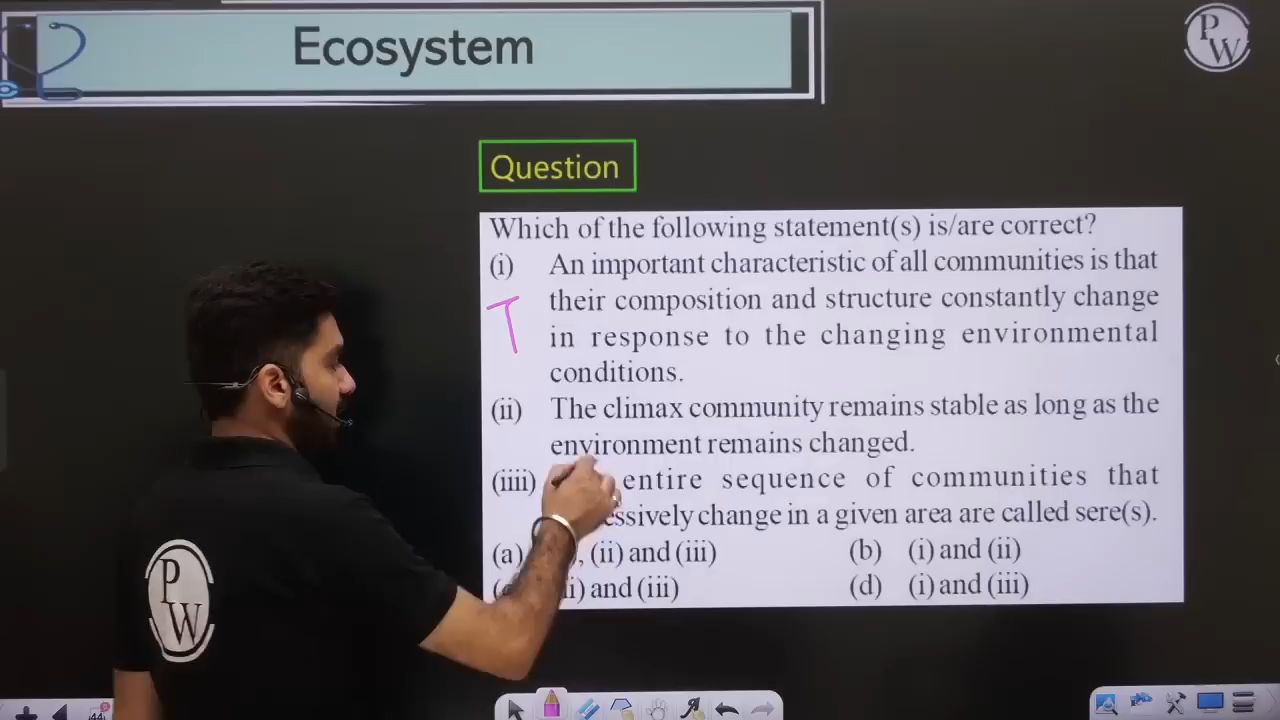 Ecosystem
PW
Question
Which of the following statement(s) is/are correct?
(i) An important characteristic of all communities is that
T their composition and structure constantly change
in response to the changing environmental
conditions.
(ii) The climax community remains stable as long as the
environment remains changed.
(iiii) entire sequence of communities that
essively change in a given area are called sere(s).
(a) , (ii) and (iii) (b) (i) and (ii)
and (iii) (d) (i) and (iii)
PW
44